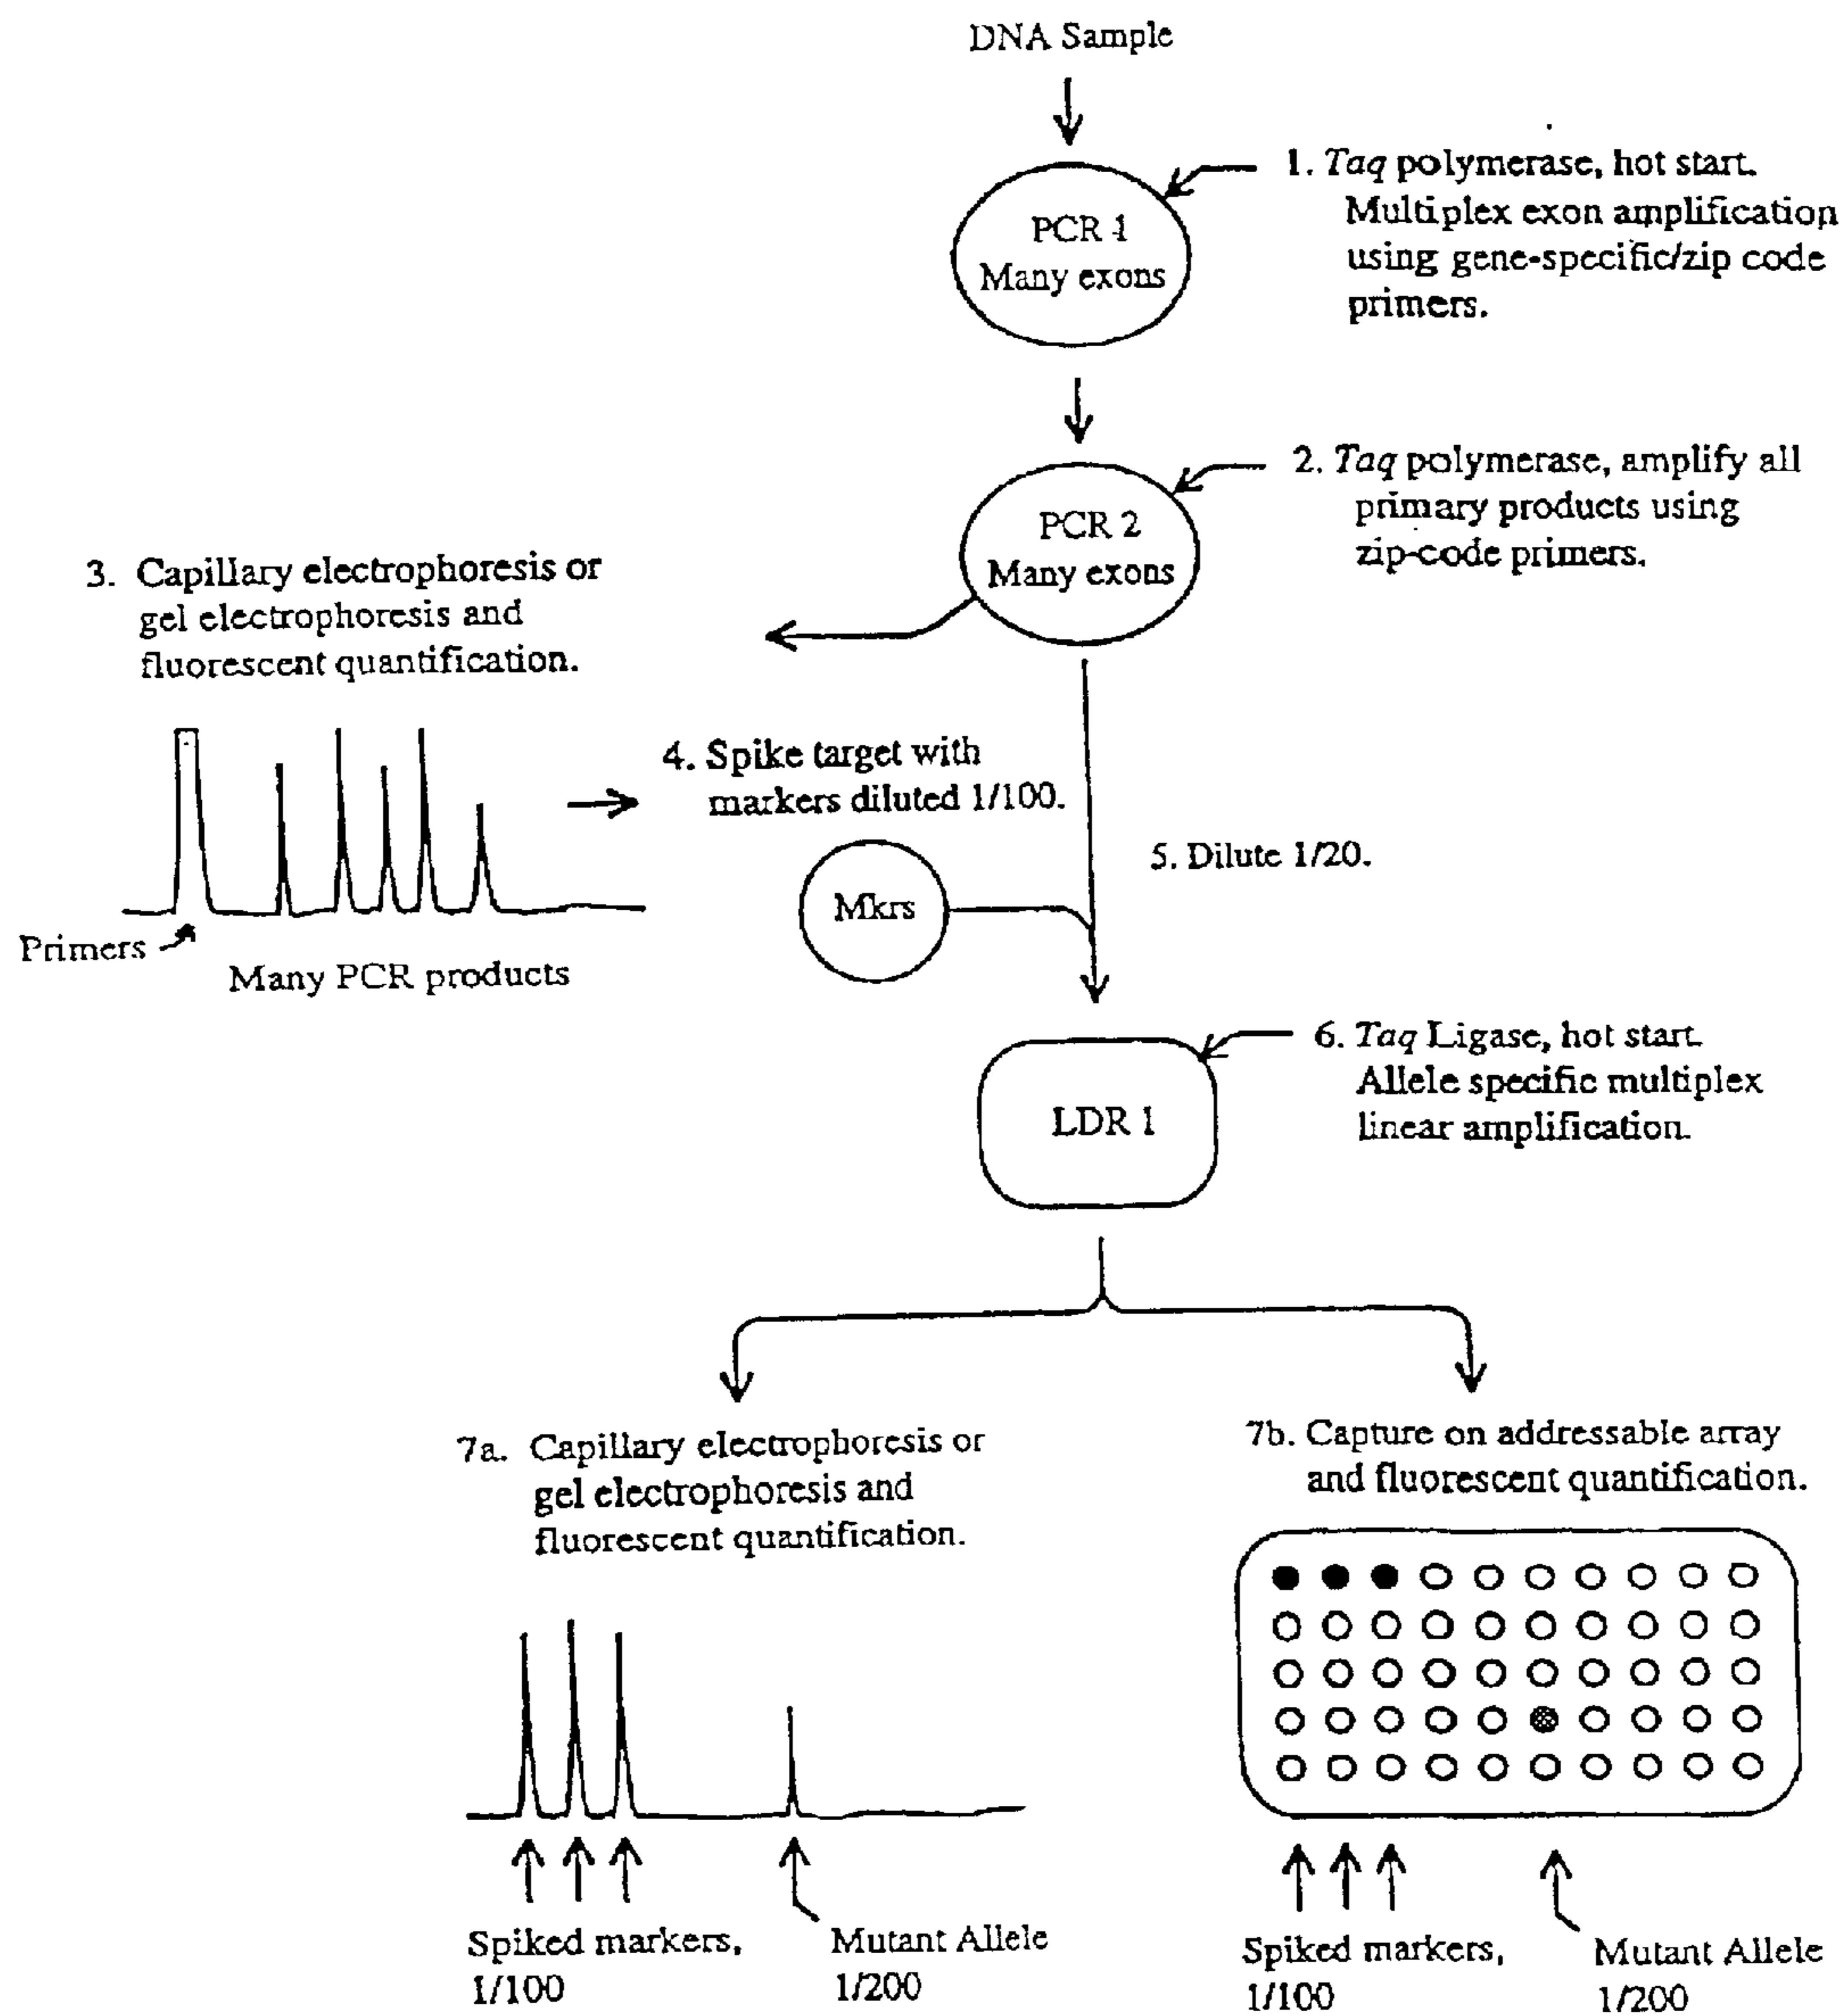 DNA Sample
1. Taq polymerase, hot start.
Multiplex exon amplification
using gene-specific/zip code
primers.
PCR 1
Many exons
2. Taq polymerase, amplify all
primary products using
zip-code primers.
PCR 2
Many exons
3. Capillary electrophoresis or
gel electrophoresis and
fluorescent quantification.
Primers
Many PCR products
4. Spike target with
markers diluted 1/100.
Mkrs
5. Dilute 1/20.
6. Taq Ligase, hot start.
Allele specific multiplex
linear amplification.
LDR 1
7a. Capillary electrophoresis or
gel electrophoresis and
fluorescent quantification.
Spiked markers,
1/100
Mutant Allele
1/200
7b. Capture on addressable array
and fluorescent quantification.
Spiked markers,
1/100
Mutant Allele
1/200